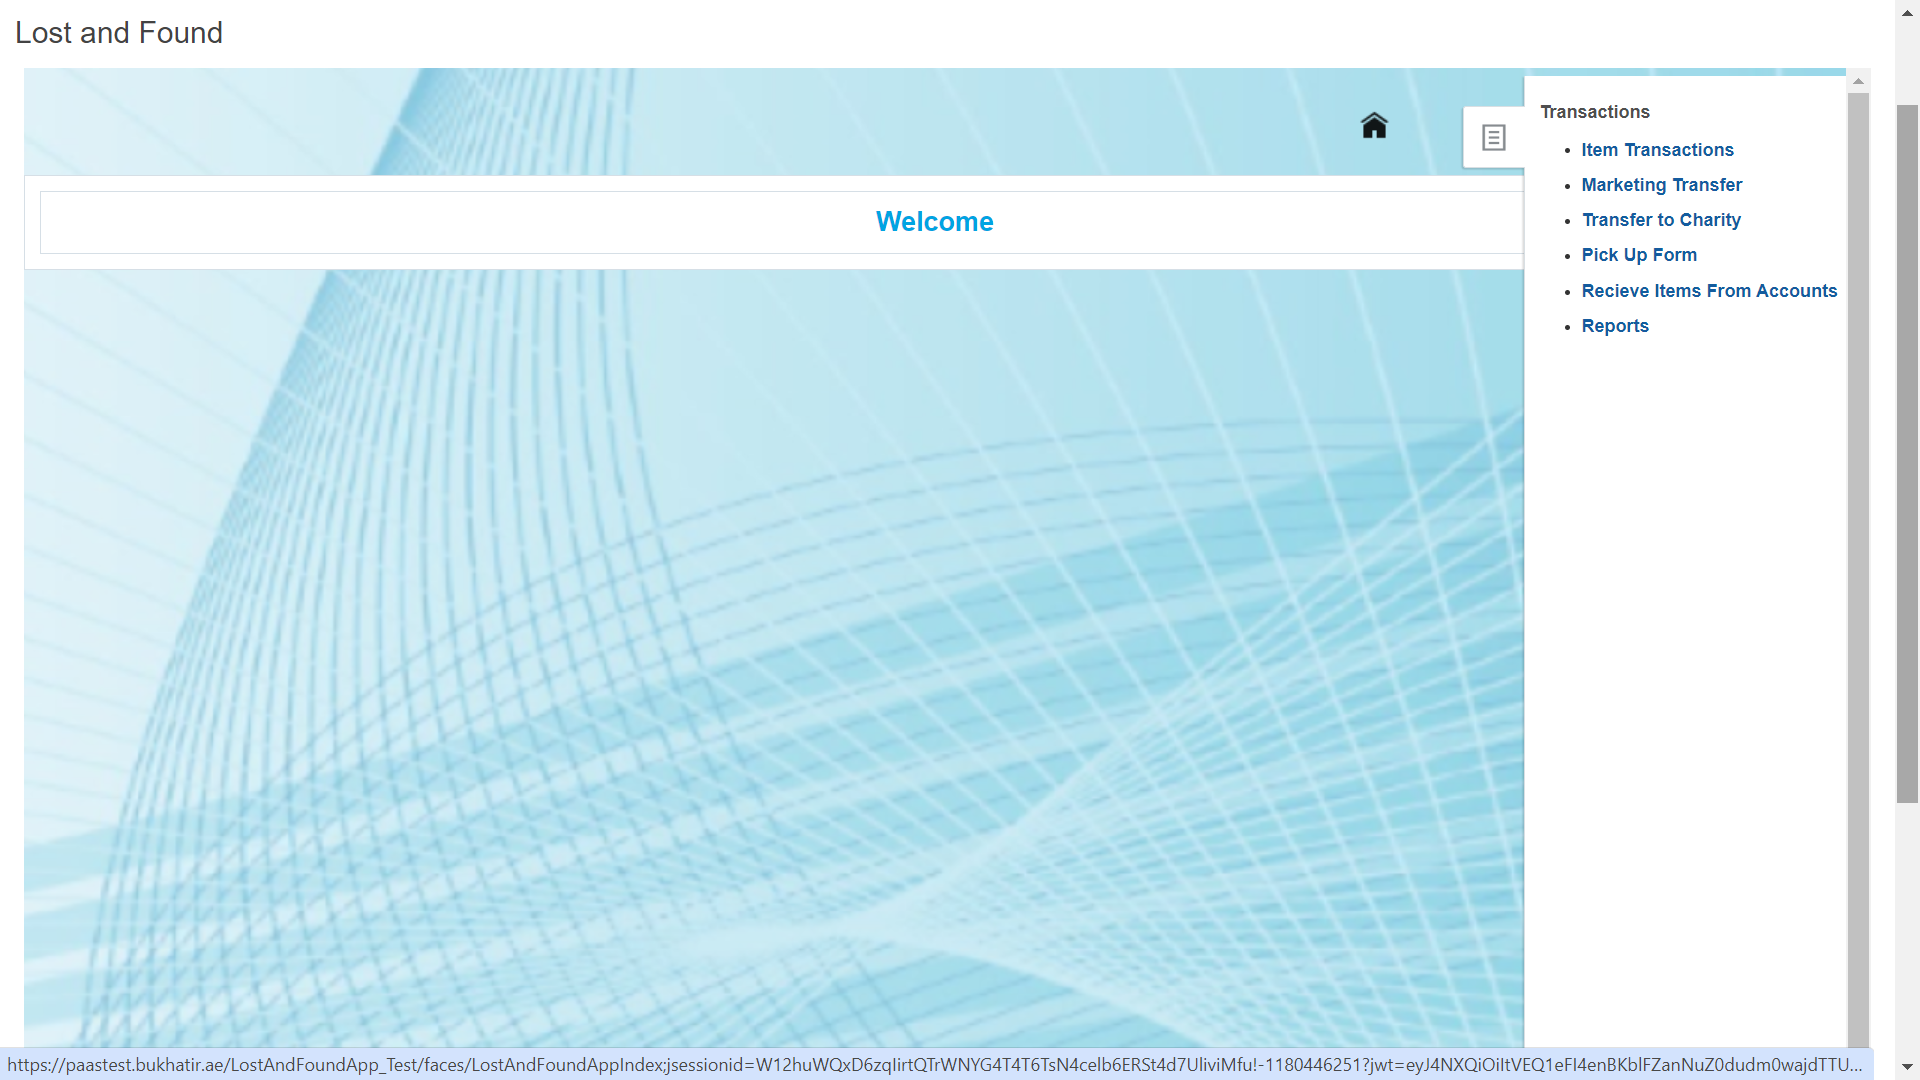 Lost and Found
Transactions
Item Transactions
Marketing Transfer
Transfer to Charity
Pick Up Form
Recieve Items From Accounts
Reports
Welcome
https://paastest.bukhatir.ae/LostAndFoundApp_Test/faces/LostAndFoundAppIndex;jsessionid=W12huWQxD6zqIirtQTrWNYG4T4T6TsN4celb6ERSt4d7UliviMfu!-1180446251?jwt=eyJ4NXQiOiItVEQ1eFI4enBKblFZanNuZ0dudm0wajdTTU...